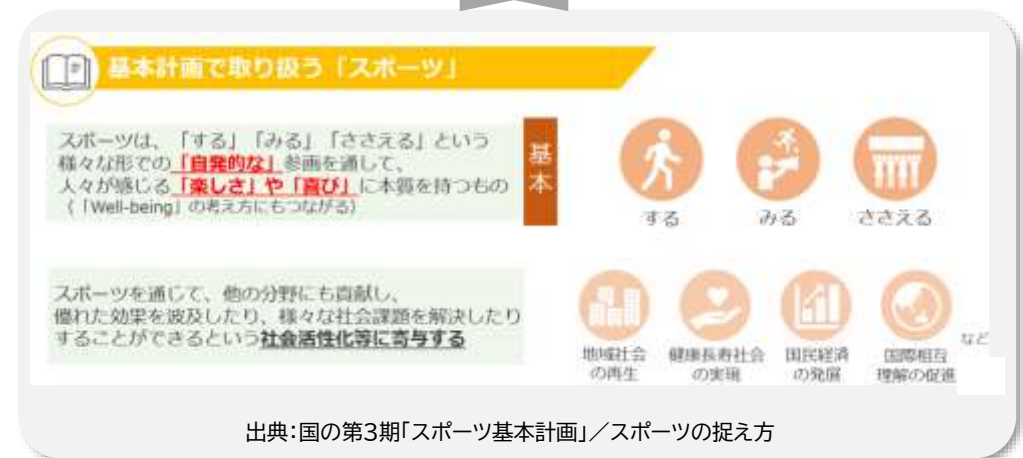 基本計画で取り扱う「スポーツ」
スポーツは、「する」「みる」「ささえる」という
様々な形での「自発的な」参画を通して、
人々が感じる「楽しさ」や「喜び」に本質を持つもの
(「Well-being」の考え方にもつながる)
基本
する
みる
ささえる
スポーツを通じて、他の分野にも貢献し、
優れた効果を波及したり、様々な社会課題を解決したり
することができるという社会活性化等に寄与する
地域社会
の再生
健康長寿社会
の実現
国民経済
の発展
国際相互
理解の促進
など
出典:国の第3期「スポーツ基本計画」/スポーツの捉え方